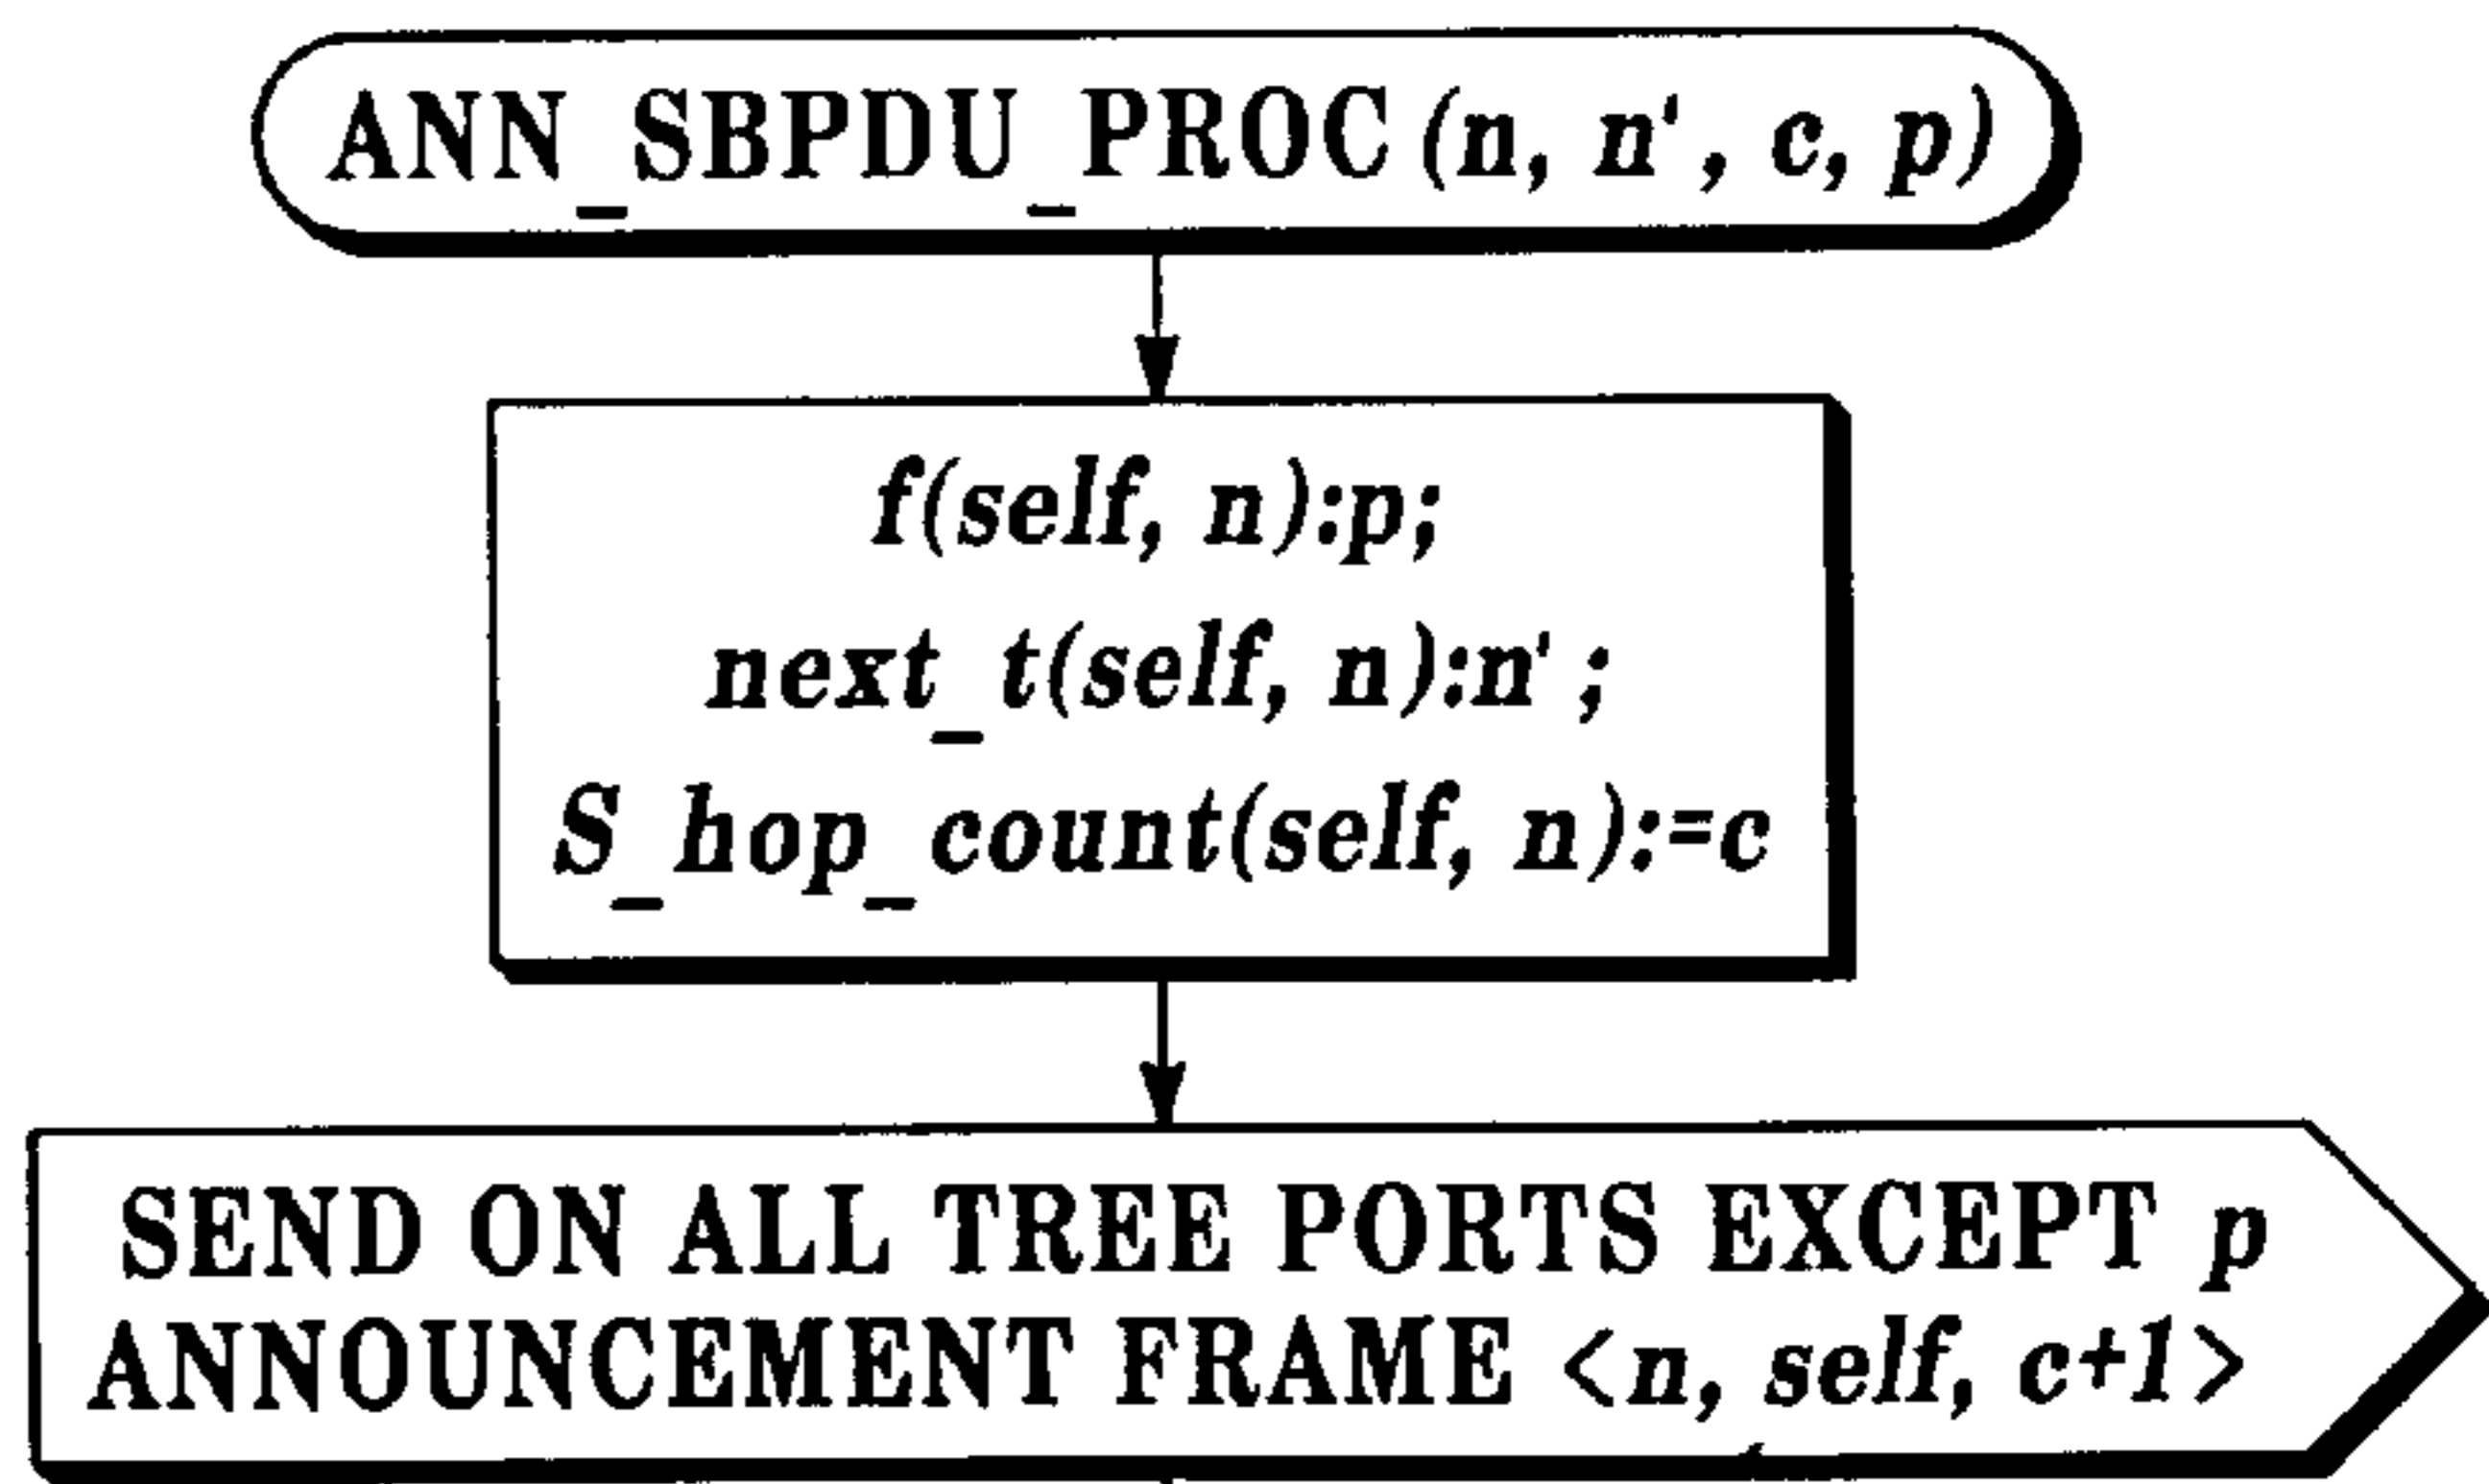 ANN_SBPDU_PROC(n, n', c, p)
f(self, n):p;
next_t(self, n):n';
S_hop_count(self, n):=c
SEND ON ALL TREE PORTS EXCEPT p
ANNOUNCEMENT FRAME <n, self, c+1>